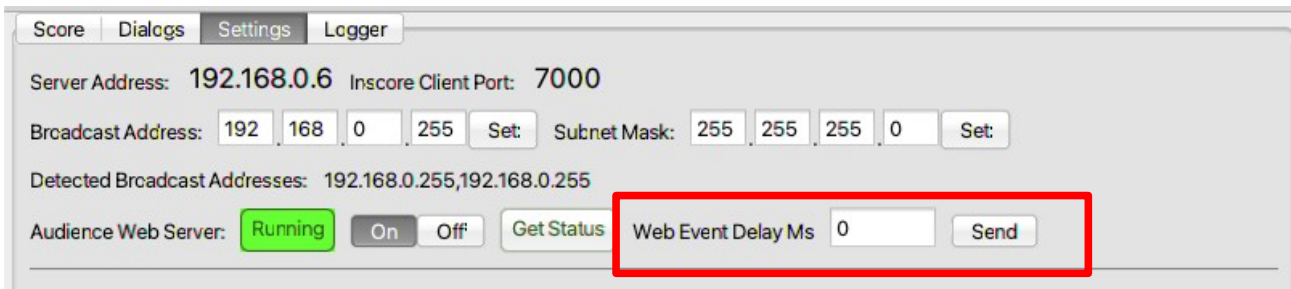 Score Dialogs Settings Logger
Server Address: 192.168.0.6 Inscore Client Port: 7000
Broadcast Address: 192 . 168 . 0 . 255 Set Subnet Mask: 255 . 255 . 255 . 0 Set
Detected Broadcast Addresses: 192.168.0.255,192.168.0.255
Audience Web Server: Running On Off Get Status Web Event Delay Ms 0 Send